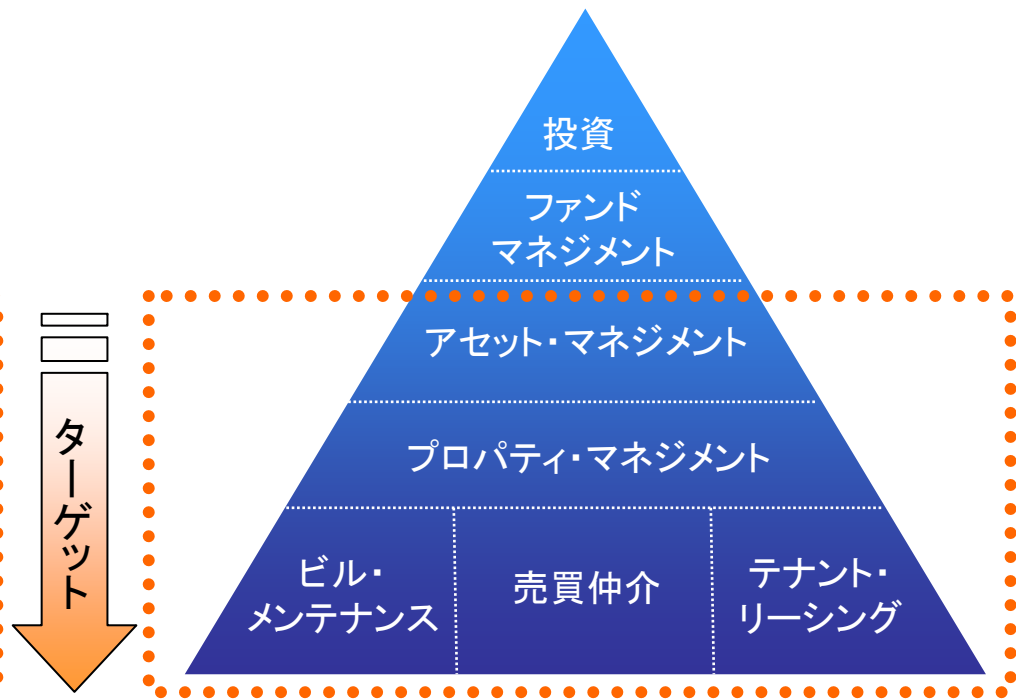 投資
ファンド
マネジメント
アセット・マネジメント
プロパティ・マネジメント
ビル・
メンテナンス
売買仲介
テナント・
リーシング
ターゲット